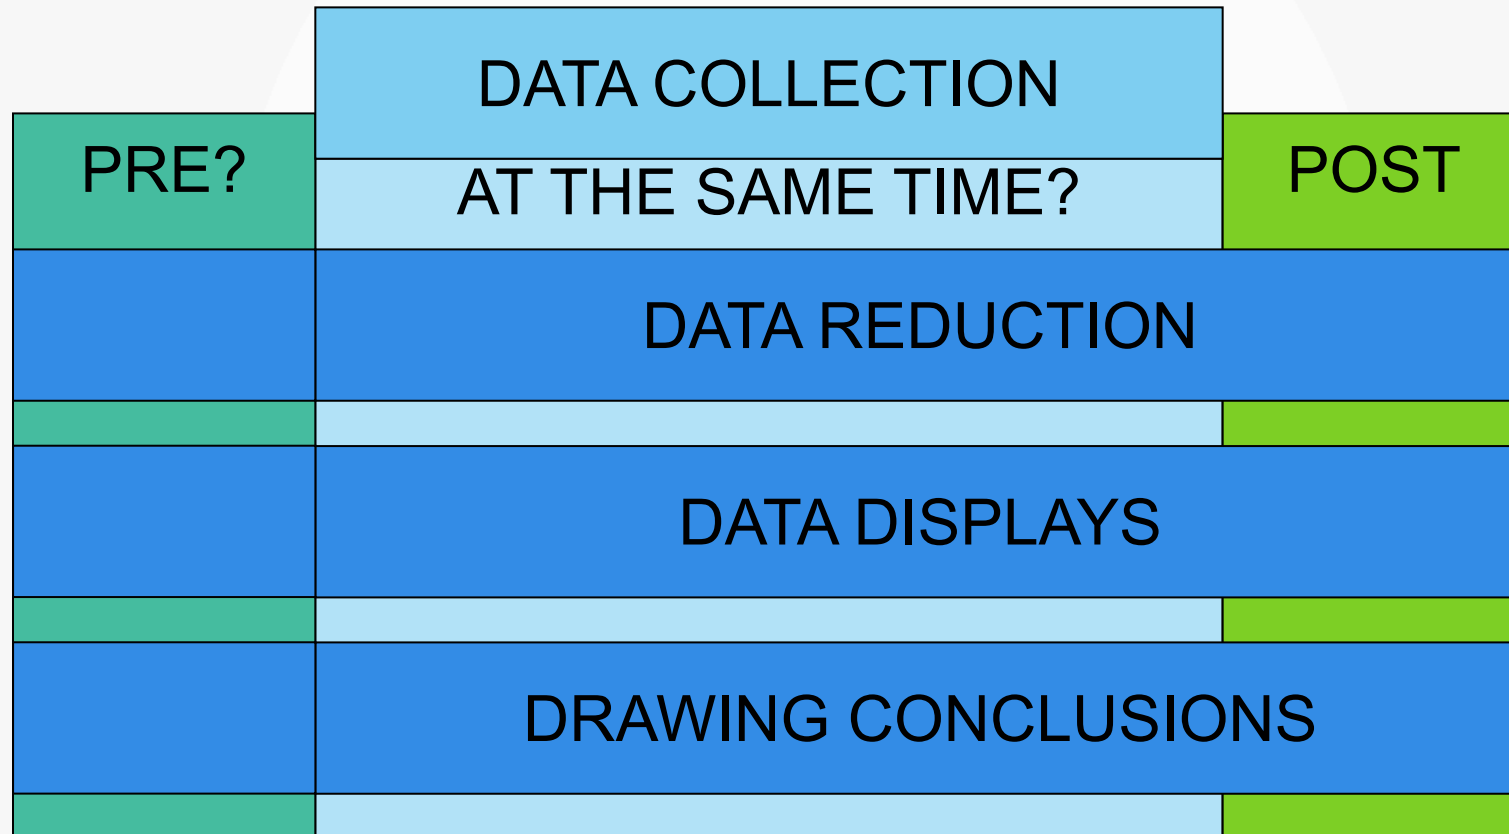 DATA COLLECTION
PRE?
AT THE SAME TIME?
POST
DATA REDUCTION
DATA DISPLAYS
DRAWING CONCLUSIONS